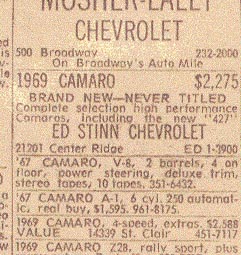 MOSHER-LALLY
CHEVROLET
500 Broadway 232-2000
On Broadway's Auto Mile
1969 CAMARO $2,275
BRAND NEW—NEVER TITLED
Complete selection high performance
Camaros, including the new "427"
ED STINN CHEVROLET
21201 Center Ridge ED 1-3900
'67 CAMARO, V-8, 2 barrels, 4 on
floor, power steering, deluxe trim,
stereo tapes, 10 tapes. 351-6432.
'67 CAMARO A-1, 6 cyl. 250 automat-
ic, real buy, $1,595. 961-8175.
1969 CAMARO, 4-speed, extras. $2,588
VALUE 14339 St. Clair 451-7117
1969 CAMARO Z28, rally sport, plus